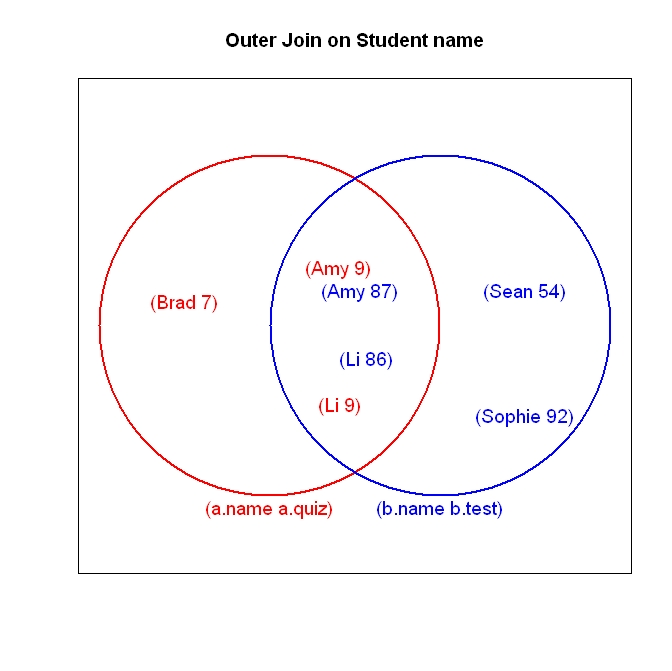 Outer Join on Student name
(Amy 9)
(Amy 87)
(Sean 54)
(Brad 7)
(Li 86)
(Li 9)
(Sophie 92)
(a.name a.quiz)
(b.name b.test)